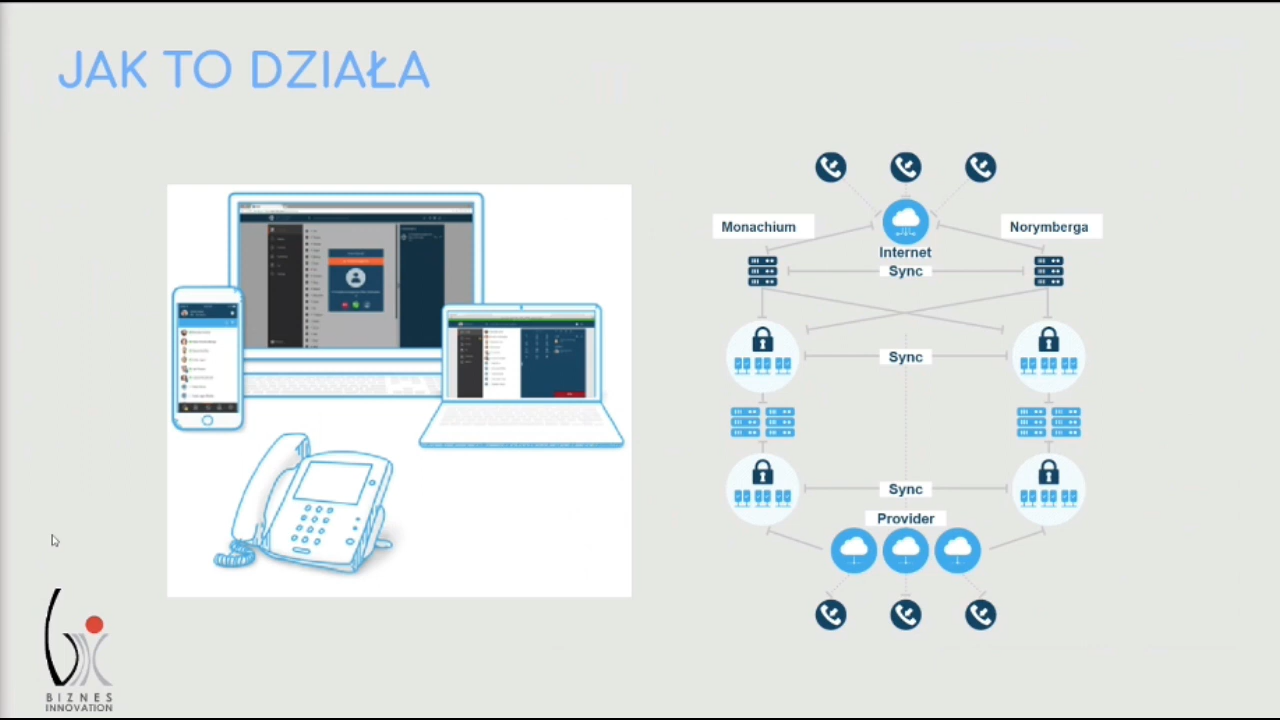 JAK TO DZIAŁA
Monachium
Norymberga
Internet
Sync
Sync
Sync
Provider
BIZNES
INNOVATION